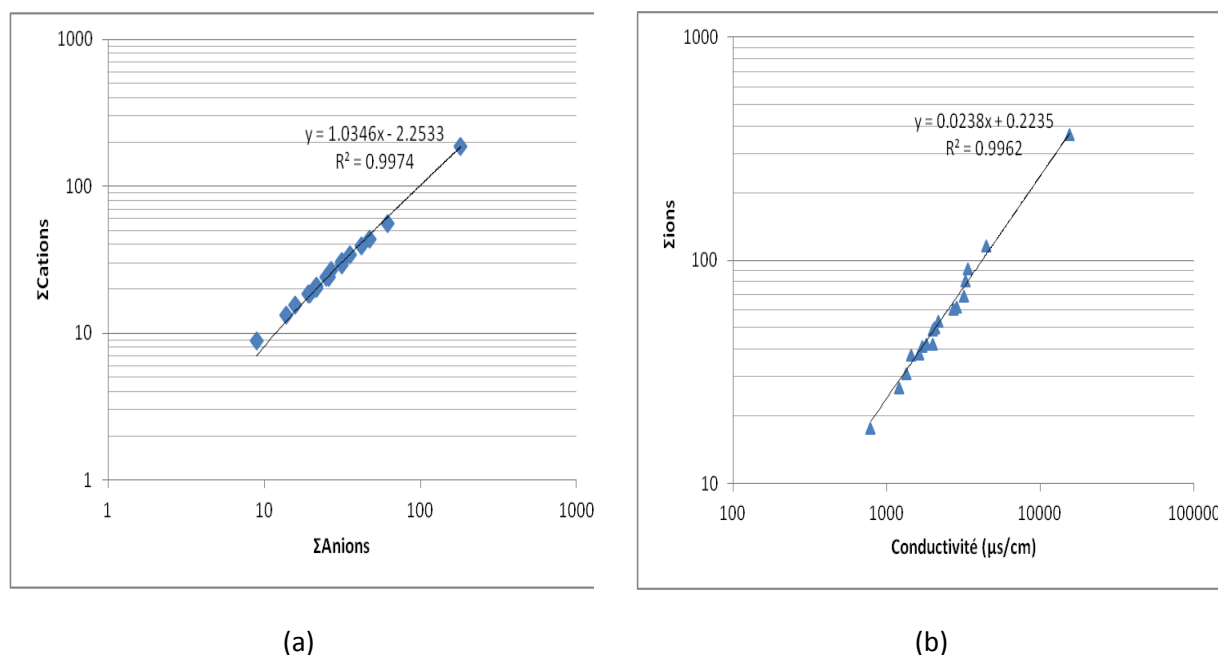 1000
100
10
1
ΣCations
y = 1.0346x - 2.2533
R² = 0.9974
1
10
100
1000
ΣAnions
(a)
1000
100
10
Σions
y = 0.0238x + 0.2235
R² = 0.9962
100
1000
10000
100000
Conductivité (µs/cm)
(b)